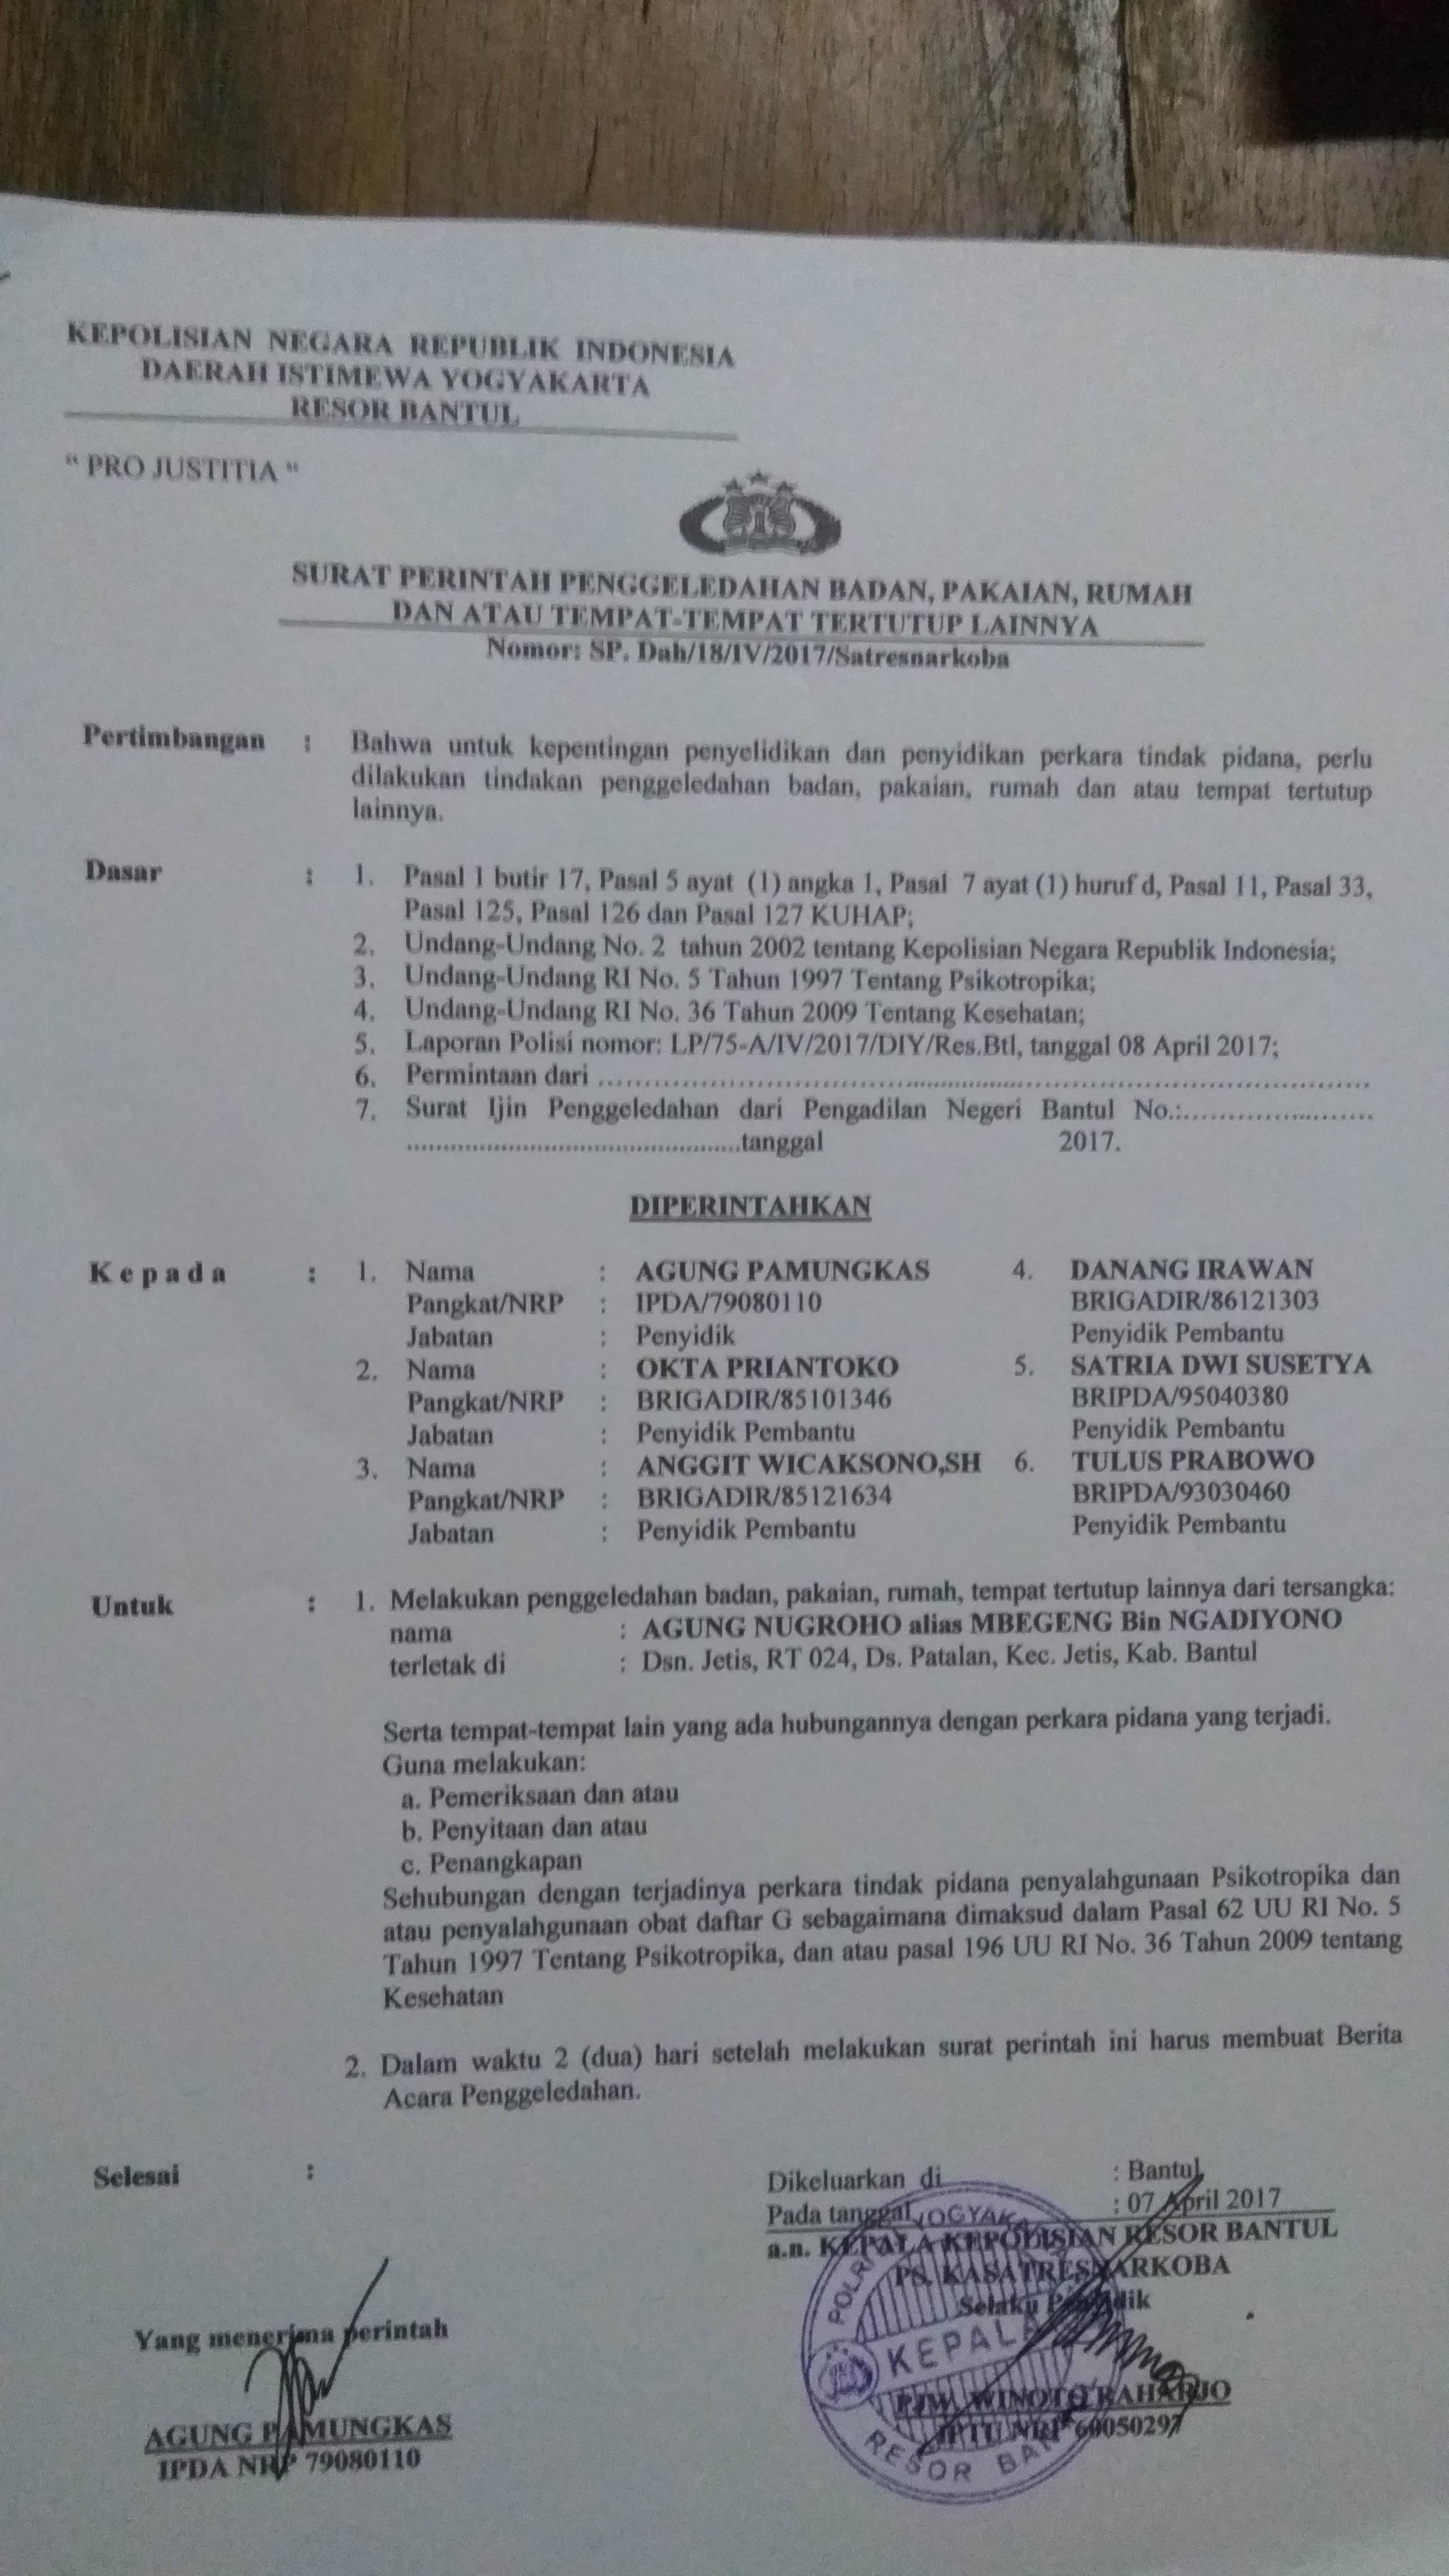 KEPOLISIAN NEGARA REPUBLIK INDONESIA
DAERAH ISTIMEWA YOGYAKARTA
RESOR BANTUL
“ PRO JUSTITIA “
SURAT PERINTAH PENGGELEDAHAN BADAN, PAKAIAN, RUMAH
DAN ATAU TEMPAT-TEMPAT TERTUTUP LAINNYA
Nomor: SP. Dah/18/IV/2017/Satresnarkoba
Pertimbangan : Bahwa untuk kepentingan penyelidikan dan penyidikan perkara tindak pidana, perlu
dilakukan tindakan penggeledahan badan, pakaian, rumah dan atau tempat tertutup
lainnya.
Dasar : 1. Pasal 1 butir 17, Pasal 5 ayat (1) angka 1, Pasal 7 ayat (1) huruf d, Pasal 11, Pasal 33,
Pasal 125, Pasal 126 dan Pasal 127 KUHAP;
2. Undang-Undang No. 2 tahun 2002 tentang Kepolisian Negara Republik Indonesia;
3. Undang-Undang RI No. 5 Tahun 1997 Tentang Psikotropika;
4. Undang-Undang RI No. 36 Tahun 2009 Tentang Kesehatan;
5. Laporan Polisi nomor: LP/75-A/IV/2017/DIY/Res.Btl, tanggal 08 April 2017;
6. Permintaan dari ................................................................................
7. Surat Ijin Penggeledahan dari Pengadilan Negeri Bantul No.:........................
...............................................tanggal 2017.
DIPERINTAHKAN
Kepada : 1. Nama : AGUNG PAMUNGKAS 4. DANANG IRAWAN
Pangkat/NRP : IPDA/79080110 BRIGADIR/86121303
Jabatan : Penyidik Penyidik Pembantu
2. Nama : OKTA PRIANTOKO 5. SATRIA DWI SUSETYA
Pangkat/NRP : BRIGADIR/85101346 BRIPDA/95040380
Jabatan : Penyidik Pembantu Penyidik Pembantu
3. Nama : ANGGIT WICAKSONO,SH 6. TULUS PRABOWO
Pangkat/NRP : BRIGADIR/85121634 BRIPDA/93030460
Jabatan : Penyidik Pembantu Penyidik Pembantu
Untuk : 1. Melakukan penggeledahan badan, pakaian, rumah, tempat tertutup lainnya dari tersangka:
nama : AGUNG NUGROHO alias MBEGENG Bin NGADIYONO
terletak di : Dsn. Jetis, RT 024, Ds. Patalan, Kec. Jetis, Kab. Bantul
Serta tempat-tempat lain yang ada hubungannya dengan perkara pidana yang terjadi.
Guna melakukan:
a. Pemeriksaan dan atau
b. Penyitaan dan atau
c. Penangkapan
Sehubungan dengan terjadinya perkara tindak pidana penyalahgunaan Psikotropika dan
atau penyalahgunaan obat daftar G sebagaimana dimaksud dalam Pasal 62 UU RI No. 5
Tahun 1997 Tentang Psikotropika, dan atau pasal 196 UU RI No. 36 Tahun 2009 tentang
Kesehatan
2. Dalam waktu 2 (dua) hari setelah melakukan surat perintah ini harus membuat Berita
Acara Penggeledahan.
Selesai :
Dikeluarkan di : Bantul
Pada tanggal : 07 April 2017
a.n. KEPALA KEPOLISIAN RESOR BANTUL
PS. KASATRESNARKOBA
Selaku Penyidik
KEPALA
WINOTO RAHARJO
IPTU NRP 60050297
RESOR
Yang menerima perintah
AGUNG PAMUNGKAS
IPDA NRP 79080110